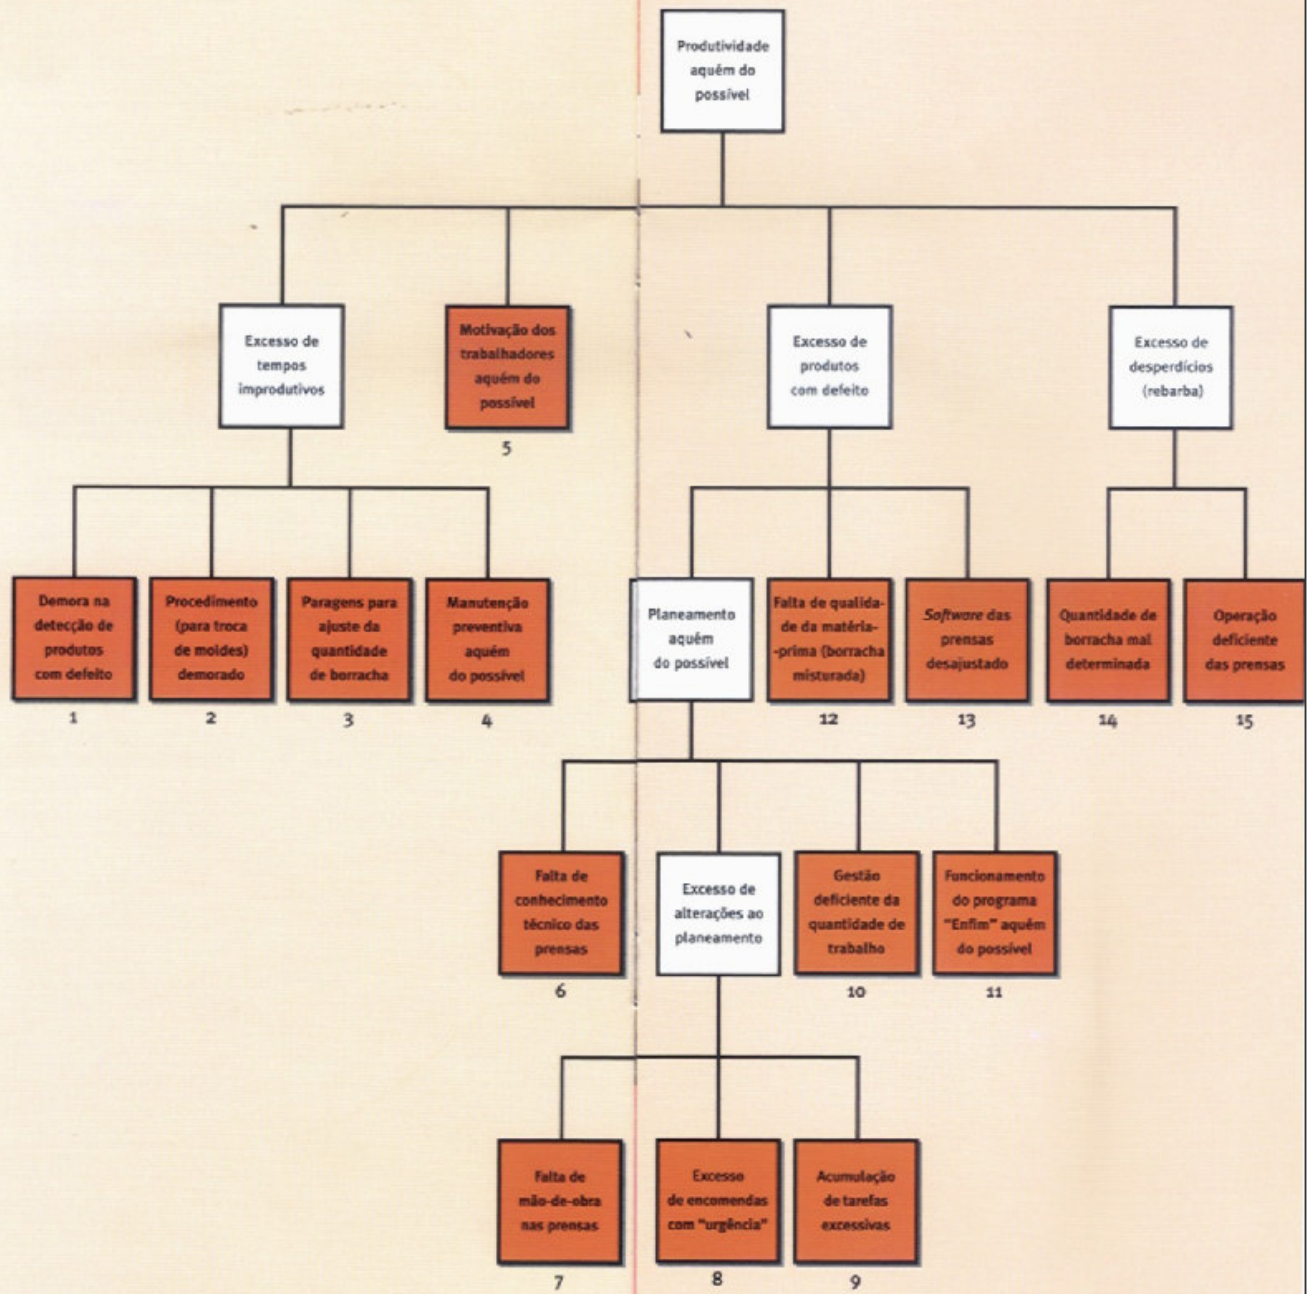 Produtividade
aquém do
possível
Excesso de
tempos
improdutivos
Motivação dos
trabalhadores
aquém do
possível
5
Excesso de
produtos
com defeito
Excesso de
desperdícios
(rebarba)
Demora na
detecção de
produtos
com defeito
1
Procedimento
(para troca
de moldes)
demorado
2
Paragens para
ajuste da
quantidade
de borracha
3
Manutenção
preventiva
aquém
do possível
4
Planeamento
aquém
do possível
Falta de qualida-
de da matéria-
-prima (borracha
misturada)
12
Software das
prensas
desajustado
13
Quantidade de
borracha mal
determinada
14
Operação
deficiente
das prensas
15
Falta de
conhecimento
técnico das
prensas
6
Excesso de
alterações ao
planeamento
Gestão
deficiente da
quantidade de
trabalho
10
Funcionamento
do programa
"Enfim" aquém
do possível
11
Falta de
mão-de-obra
nas prensas
7
Excesso
de encomendas
com "urgência"
8
Acumulação
de tarefas
excessivas
9